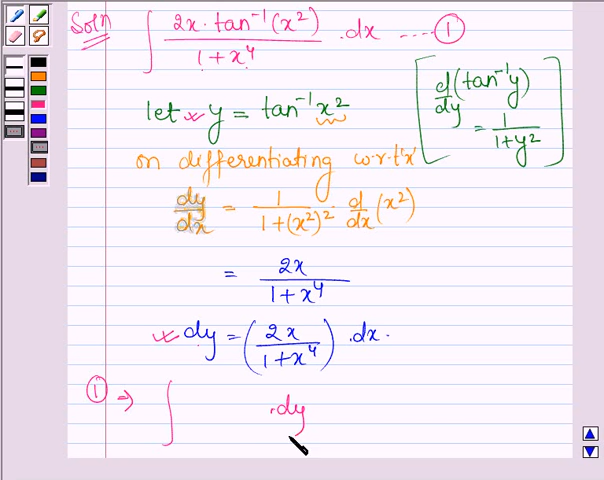 Soln ∫ 2x·tan⁻¹(x²) / 1+x⁴ .dx ----- ①
let y = tan⁻¹x²
[d/dy (tan⁻¹y)
= 1/1+y²]
on differentiating w.r.t 'x'
dy/dx = 1/1+(x²)² d/dx (x²)
= 2x/1+x⁴
dy = (2x/1+x⁴) .dx.
① ⇒ ∫ .dy